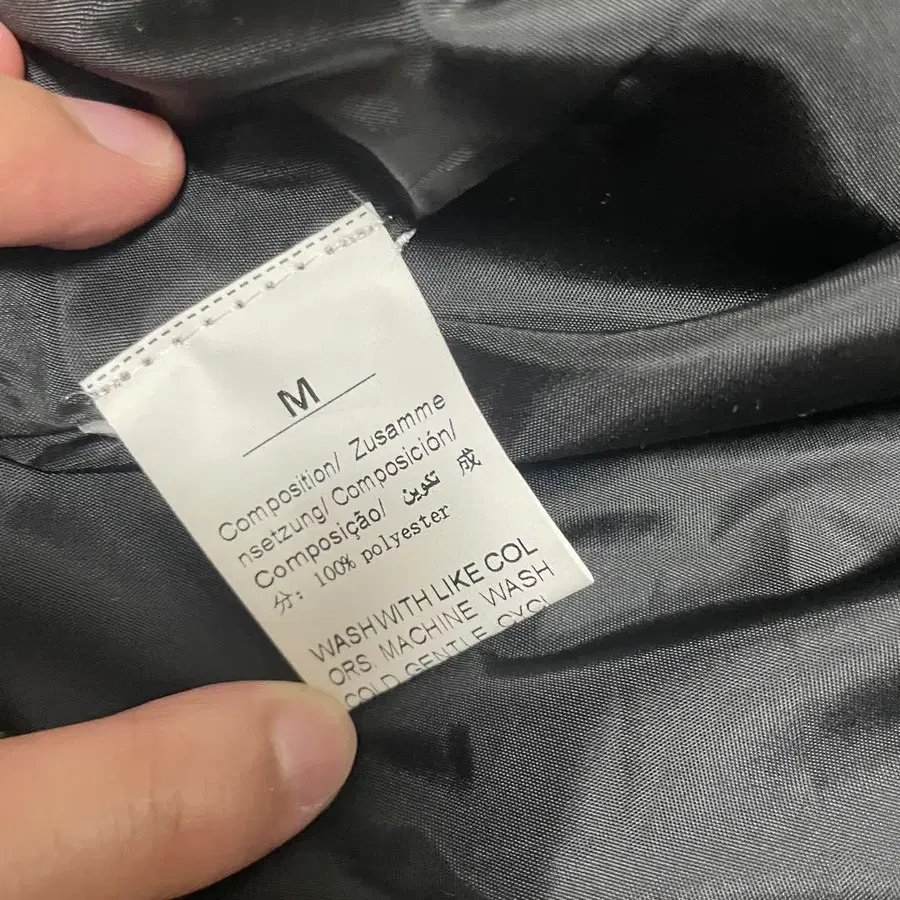 M
Composition/ Zusamme
nsetzung/ Composición/
Composição/ تكوين 成
分: 100% polyester
WASH WITH LIKE COL
ORS. MACHINE WASH
COLD GENTLE CYCL